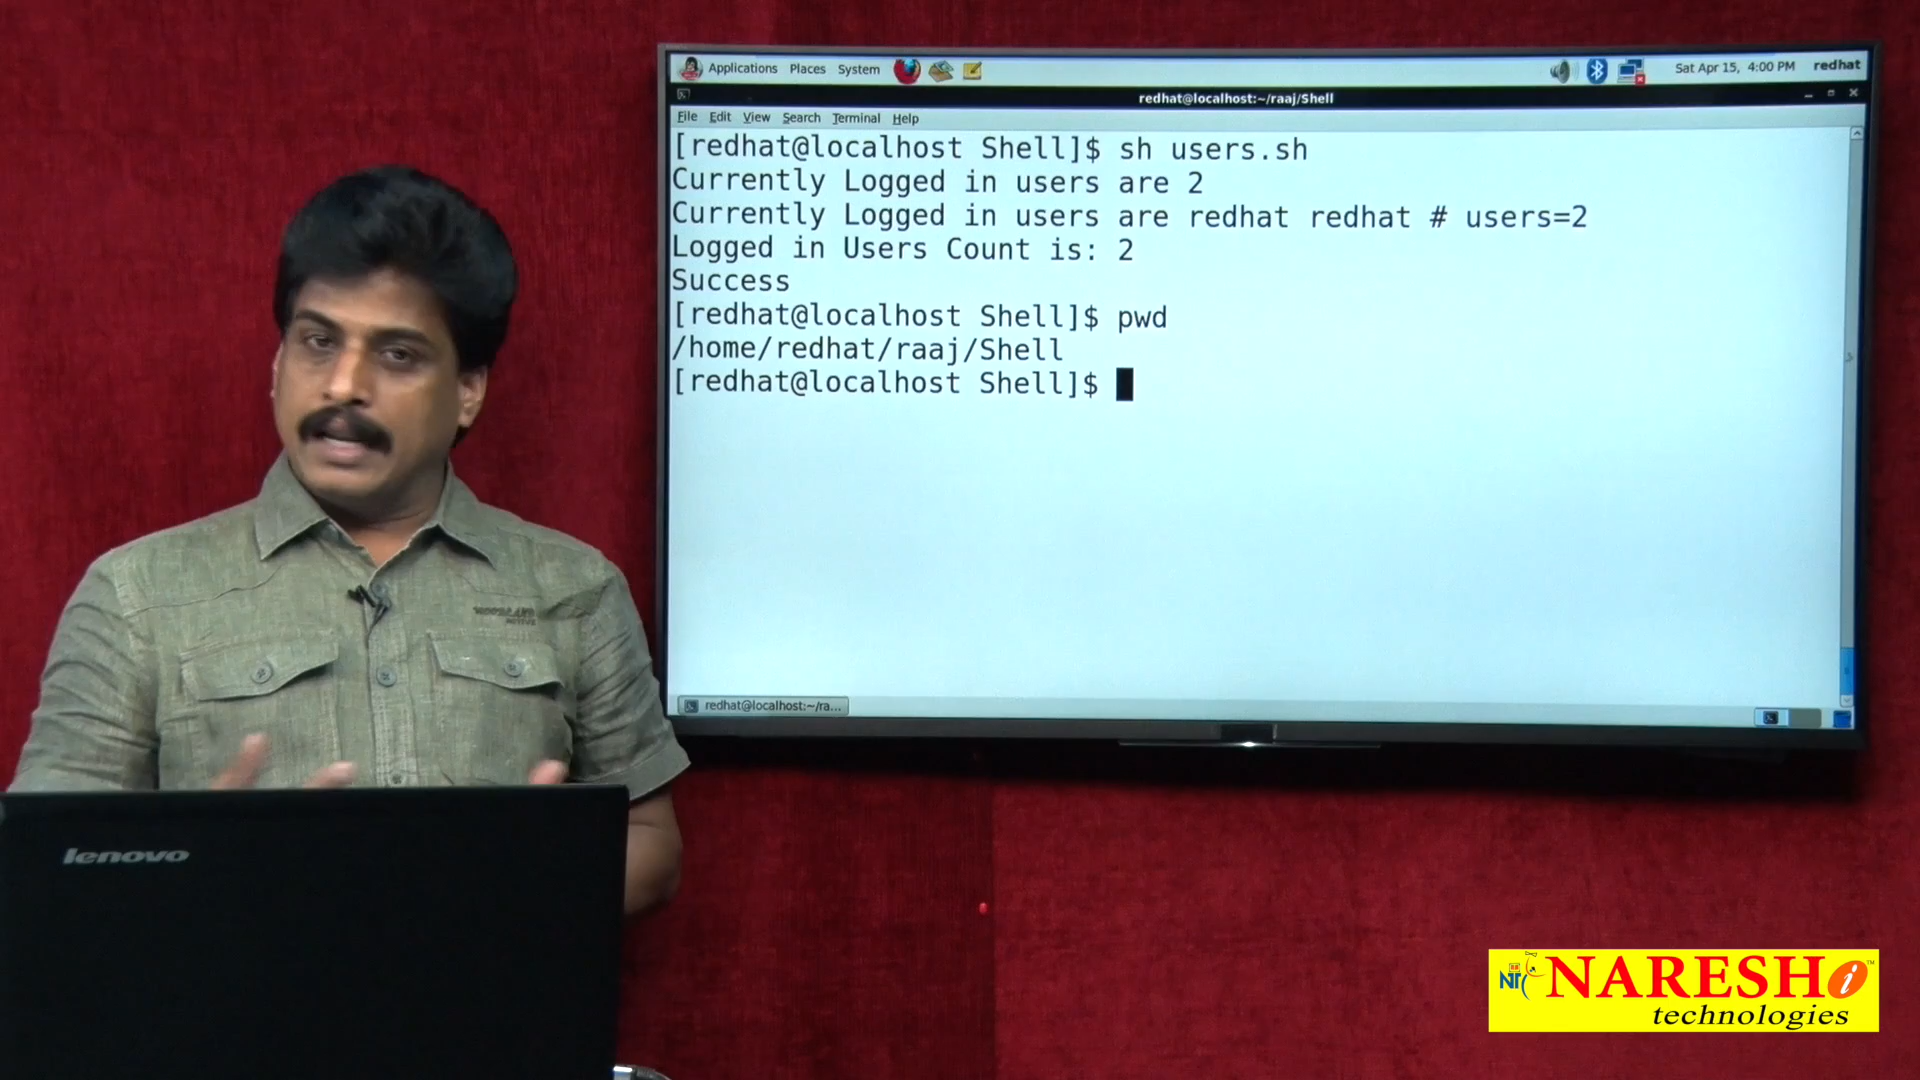 Applications Places System
Sat Apr 15, 4:00 PM redhat
redhat@localhost:~/raaj/Shell
File Edit View Search Terminal Help
[redhat@localhost Shell]$ sh users.sh
Currently Logged in users are 2
Currently Logged in users are redhat redhat # users=2
Logged in Users Count is: 2
Success
[redhat@localhost Shell]$ pwd
/home/redhat/raaj/Shell
[redhat@localhost Shell]$
redhat@localhost:~/ra...
lenovo
NARESH i ™
technologies